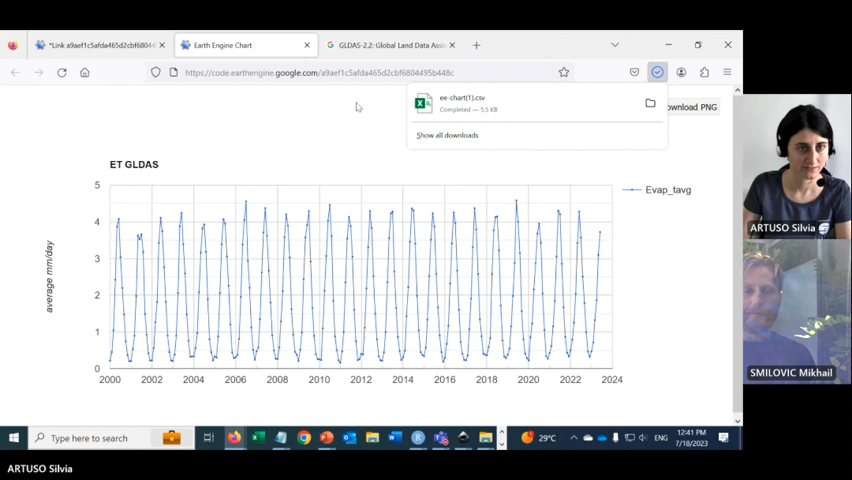 *Link a9aef1c5afda465d2cbf68044
Earth Engine Chart
GLDAS-2.2: Global Land Data Assi
https://code.earthengine.google.com/a9aef1c5afda465d2cbf6804495b448c
ee-chart(1).csv
Completed — 5.5 KB
Show all downloads
ownload PNG
ET GLDAS
5
4
3
2
1
0
average mm/day
Evap_tavg
2000 2002 2004 2006 2008 2010 2012 2014 2016 2018 2020 2022 2024
ARTUSO Silvia
SMILOVIC Mikhail
Type here to search
29°C
ENG
12:41 PM
7/18/2023
ARTUSO Silvia